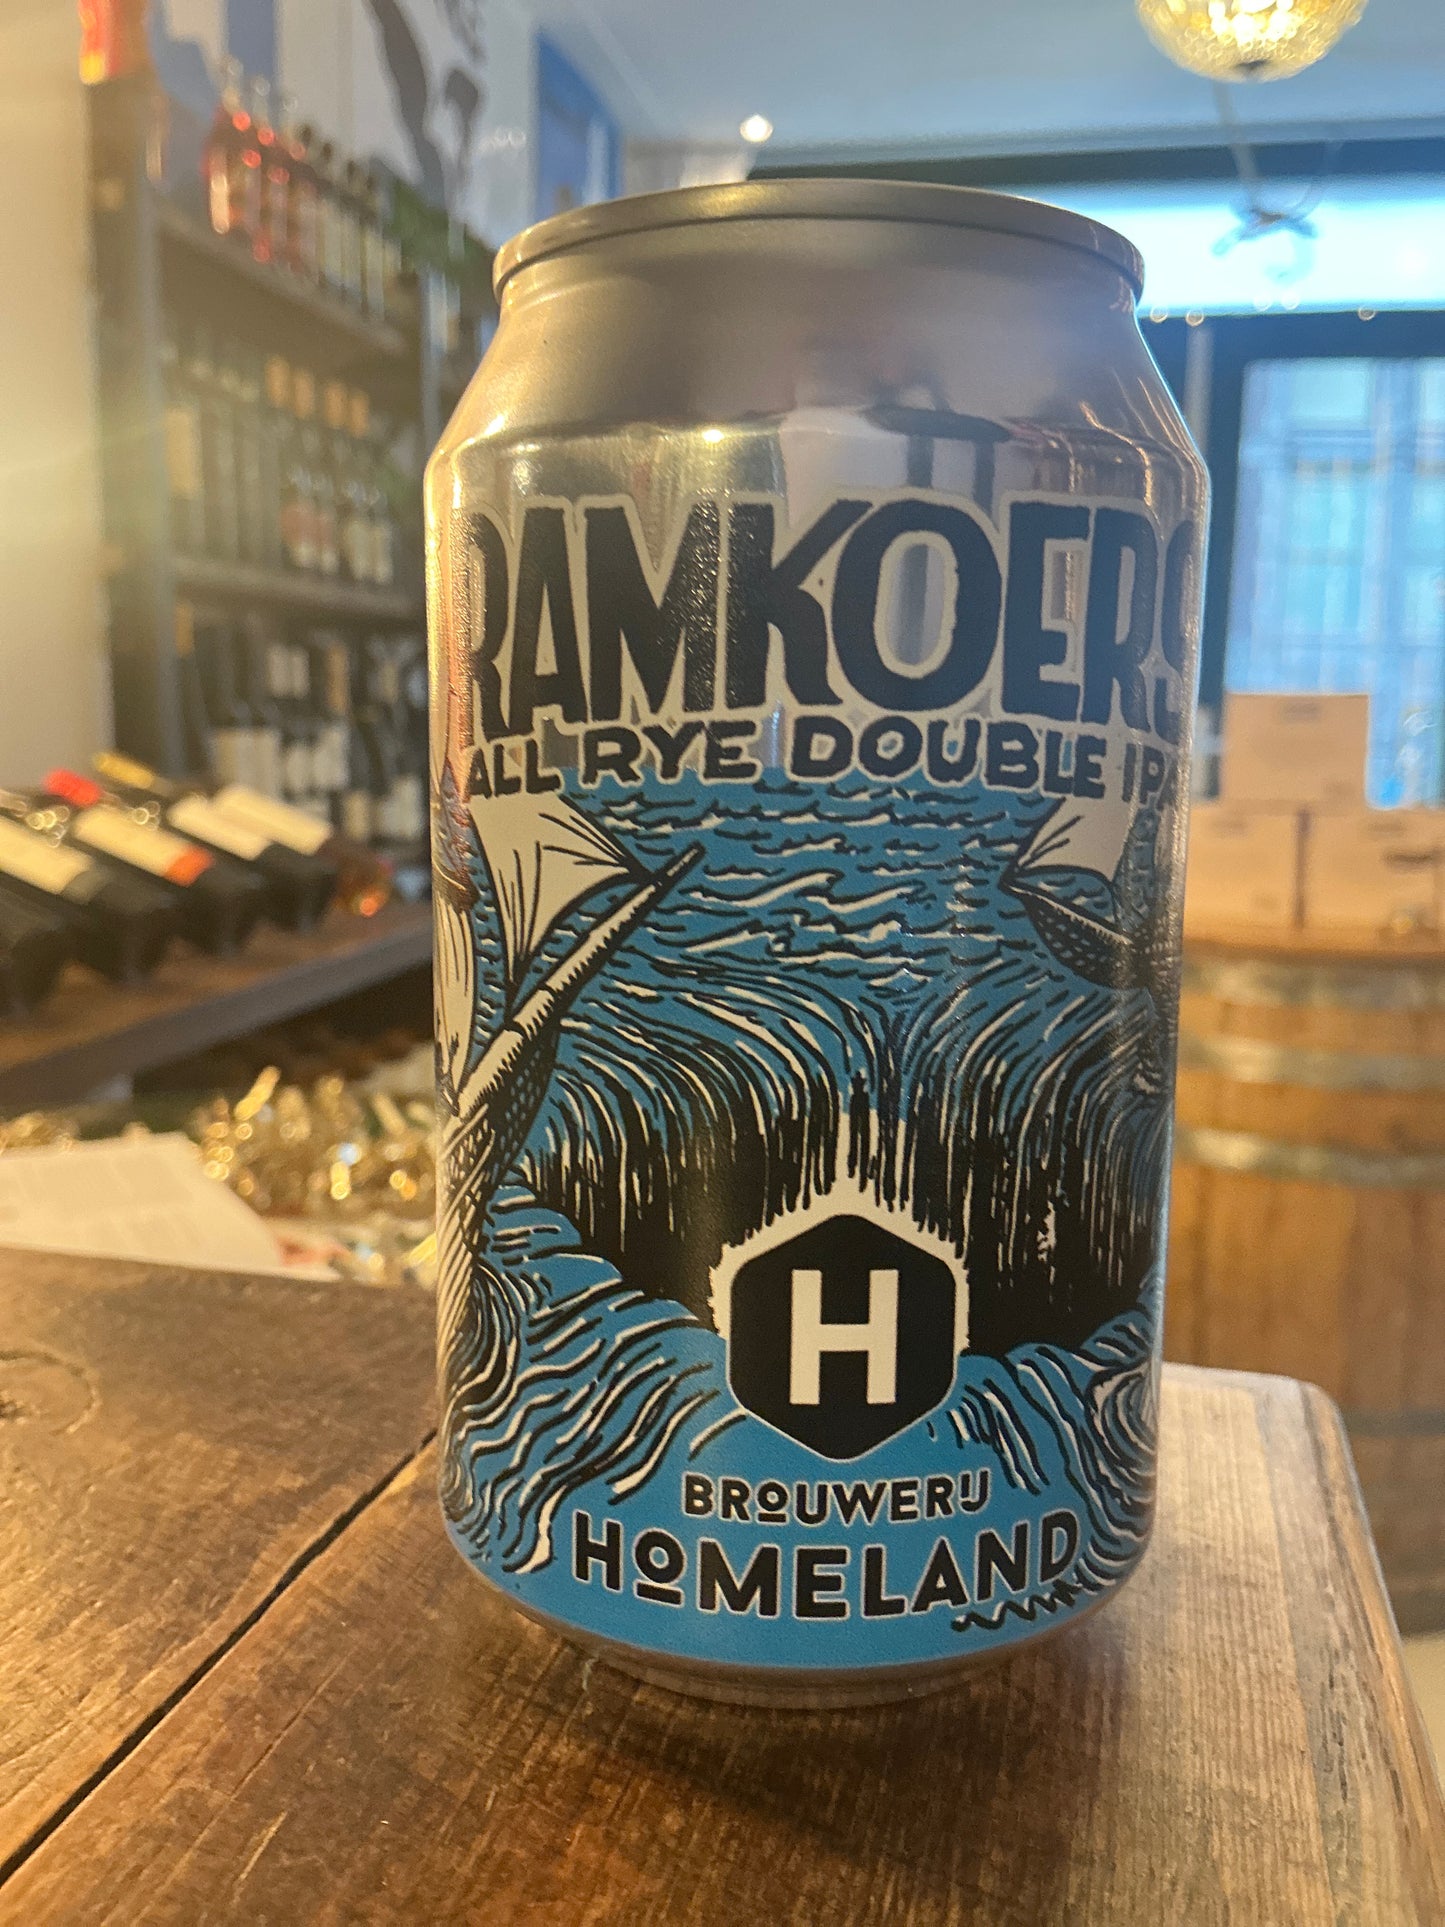 RAMKOERS
ALL RYE DOUBLE IPA
H
BROUWERIJ
HOMELAND